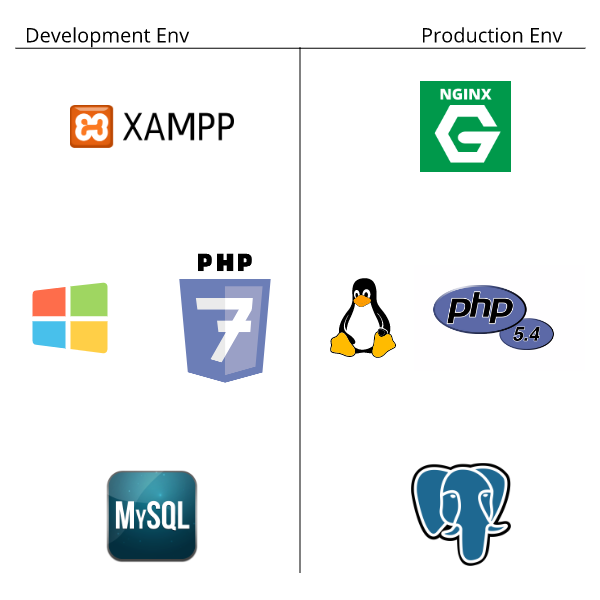 Development Env
Production Env
XAMPP
NGINX
G
PHP
7
php
5.4
MySQL